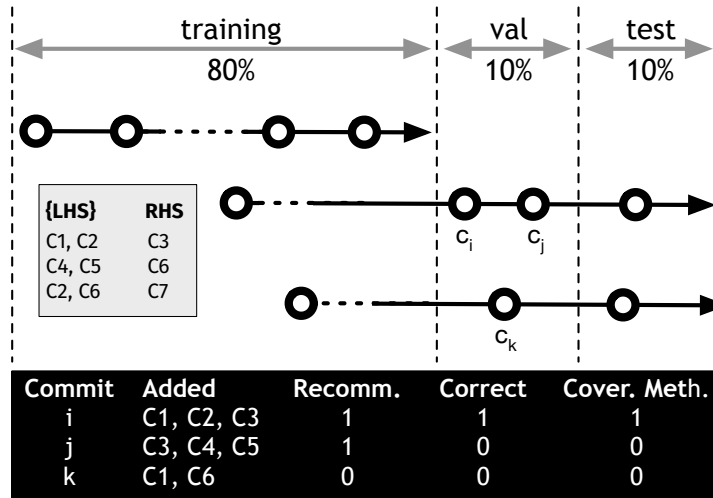 training val test
80% 10% 10%
{LHS} RHS
C1, C2 C3
C4, C5 C6
C2, C6 C7
ci cj
ck
Commit Added Recomm. Correct Cover. Meth.
i C1, C2, C3 1 1 1
j C3, C4, C5 1 0 0
k C1, C6 0 0 0